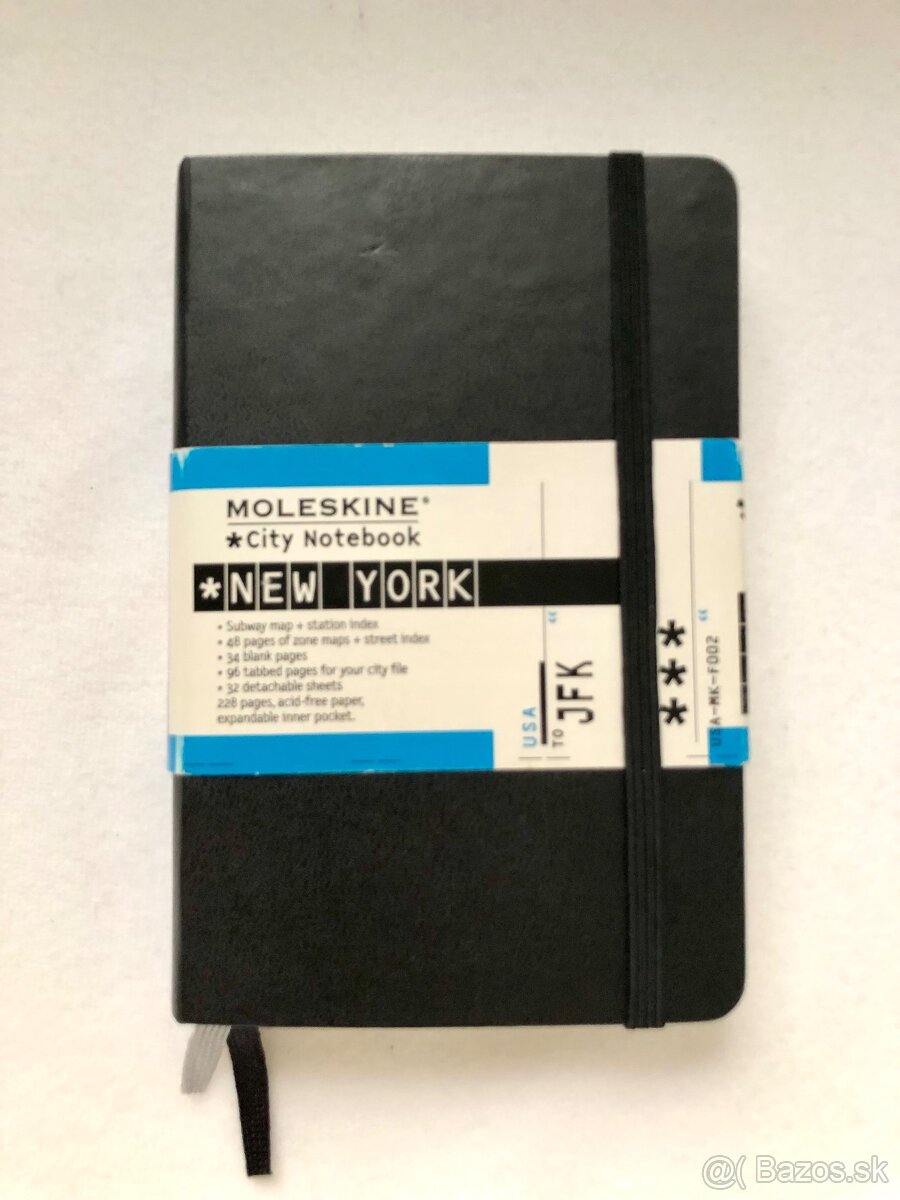 MOLESKINE®
*City Notebook
*NEW YORK
• Subway map + station index
• 48 pages of zone maps + street index
• 34 blank pages
• 96 tabbed pages for your city file
• 32 detachable sheets
228 pages, acid-free paper,
expandable inner pocket.
USA
TO JFK
«
***
«
USA-MK-F002
@( Bazos.sk